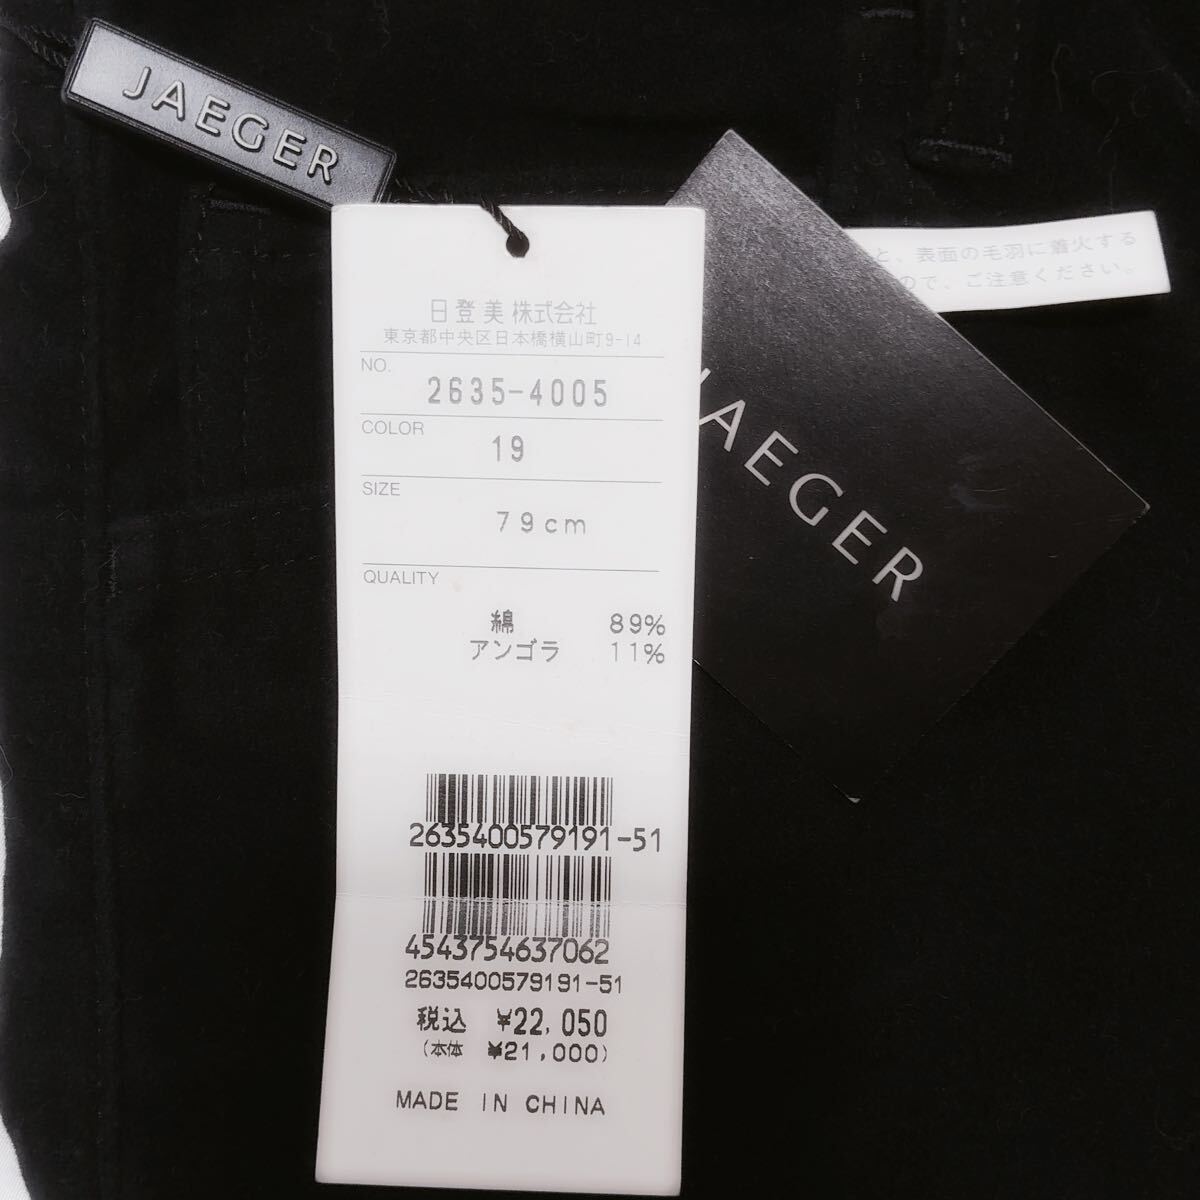 JAEGER
日登美株式会社
東京都中央区日本橋横山町9-14
NO.
2635-4005
COLOR
19
SIZE
79cm
QUALITY
綿 89%
アンゴラ 11%
2635400579191-51
4543754637062
2635400579191-51
税込 ¥22,050
(本体 ¥21,000)
MADE IN CHINA
JAEGER
と、表面の毛羽に着火する
ので、ご注意ください。